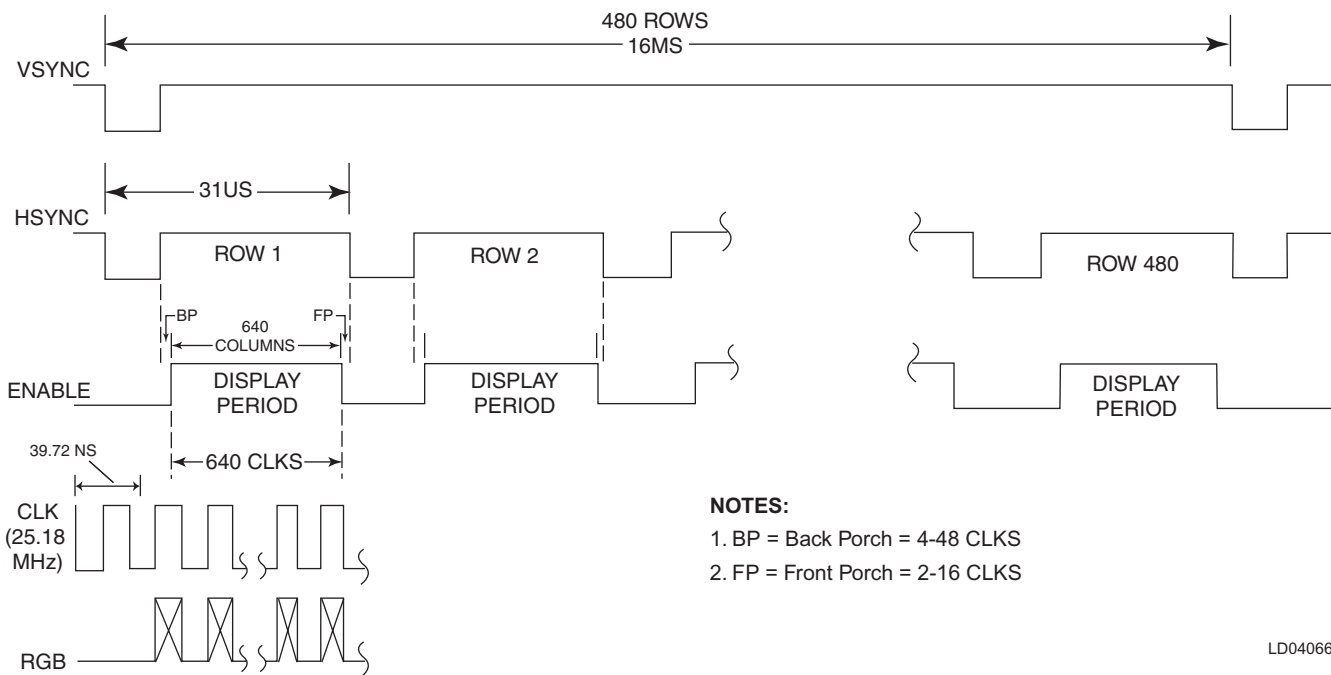 480 ROWS
16MS
VSYNC
31US
HSYNC
ROW 1
ROW 2
ROW 480
BP
640
COLUMNS
FP
ENABLE
DISPLAY
PERIOD
DISPLAY
PERIOD
DISPLAY
PERIOD
39.72 NS
640 CLKS
CLK
(25.18
MHz)
NOTES:
1. BP = Back Porch = 4-48 CLKS
2. FP = Front Porch = 2-16 CLKS
RGB
LD04066